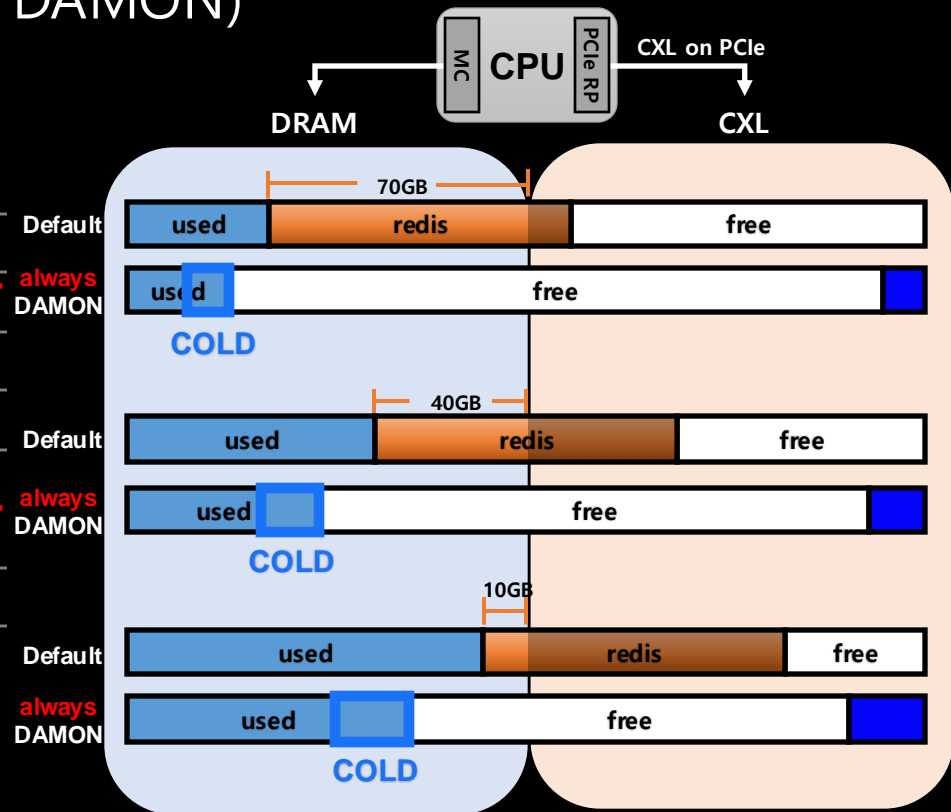 DAMON)
MC
CPU
PCIe RP
CXL on PCIe
DRAM
CXL
70GB
Default
used
redis
free
always
DAMON
used
free
COLD
40GB
Default
used
redis
free
always
DAMON
used
free
COLD
10GB
Default
used
redis
free
always
DAMON
used
free
COLD